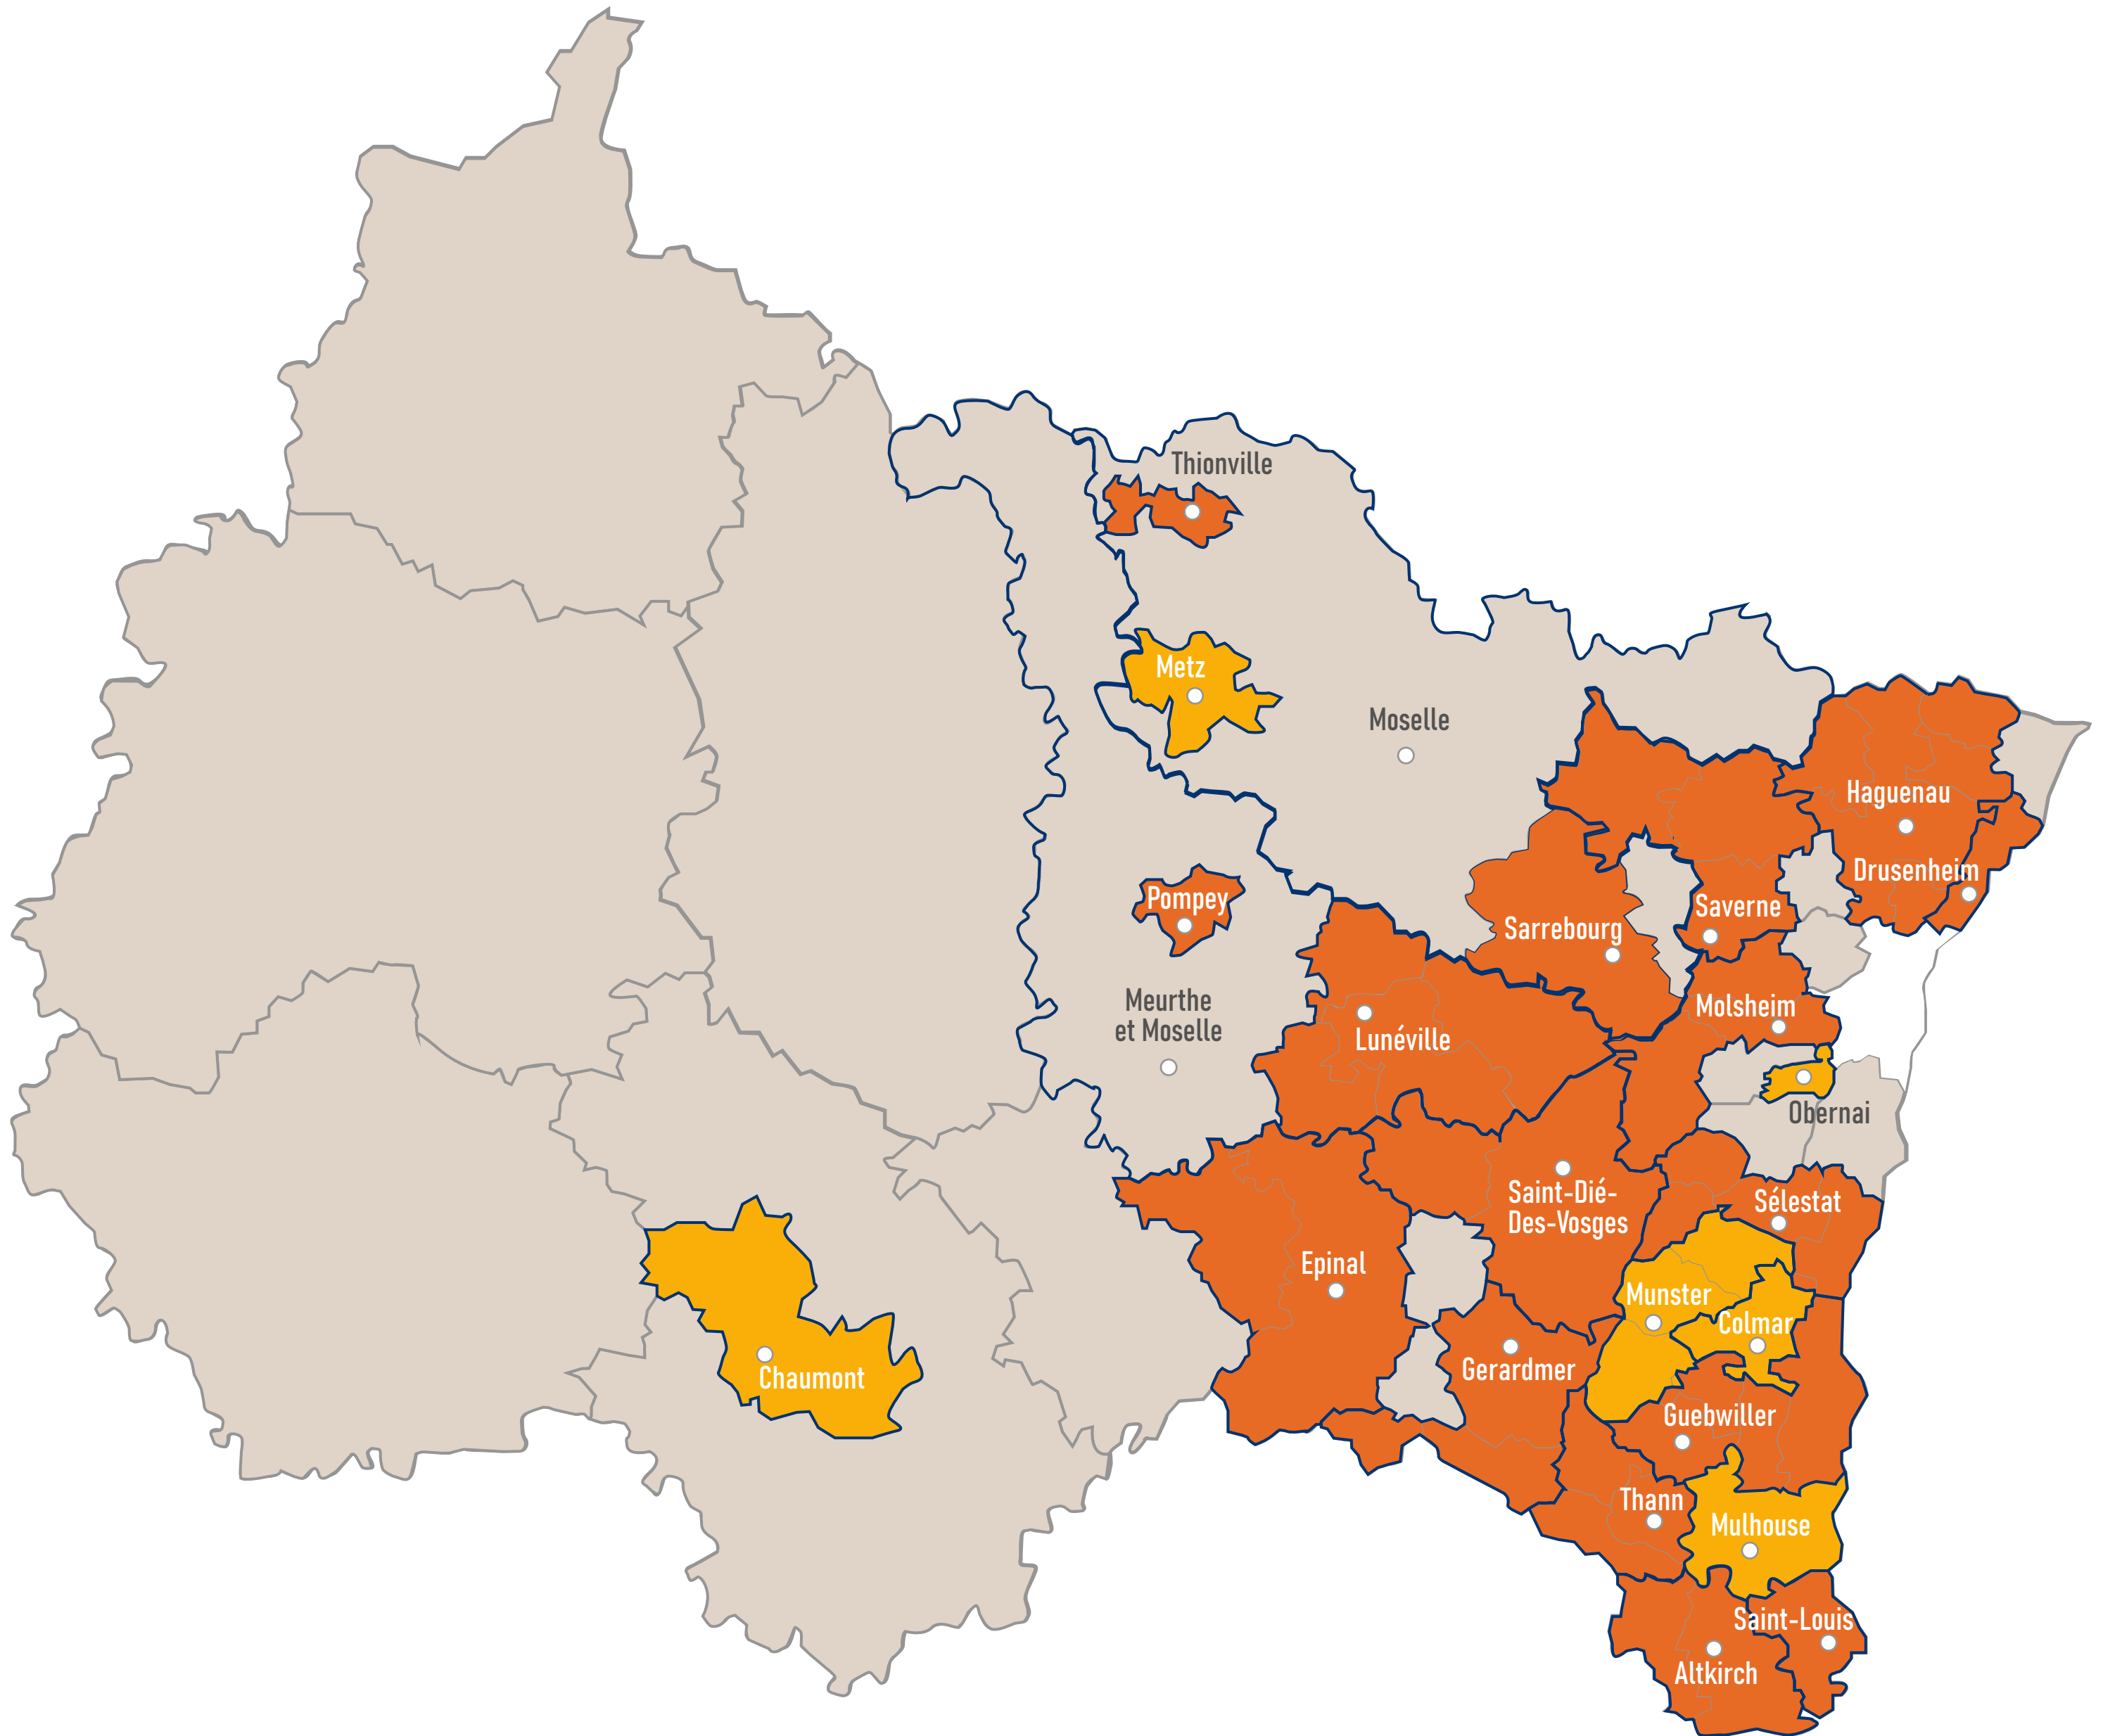 Thionville
Metz
Moselle
Haguenau
Drusenheim
Pompey
Saverne
Sarrebourg
Meurthe
et Moselle
Molsheim
Lunéville
Obernai
Saint-Dié-
Des-Vosges
Sélestat
Epinal
Munster
Colmar
Gerardmer
Chaumont
Guebwiller
Thann
Mulhouse
Saint-Louis
Altkirch